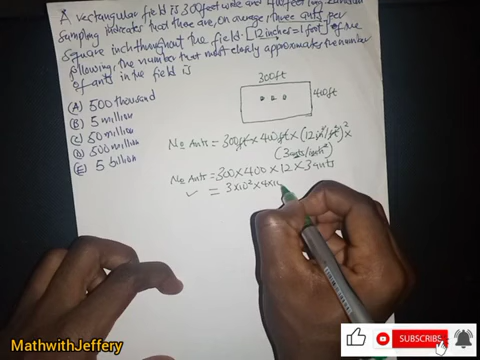 A rectangular field is 300 feet wide and 400 feet long. Random
Sampling indicates that there are, on average, three ants per
Square inch throughout the field. [12 inches = 1 foot] Of the
following, the number that most closely approximates the number
of ants in the field is
(A) 500 thousand
(B) 5 million
(C) 50 million
(D) 500 million
(E) 5 billion
300ft
400ft
No Ants = 300ft × 400ft × (12in/ft)² ×
(3ants/inch²)
No Ants = 300 × 400 × 12 × 3 ants
= 3×10² × 4×10
MathwithJeffery
SUBSCRIBE